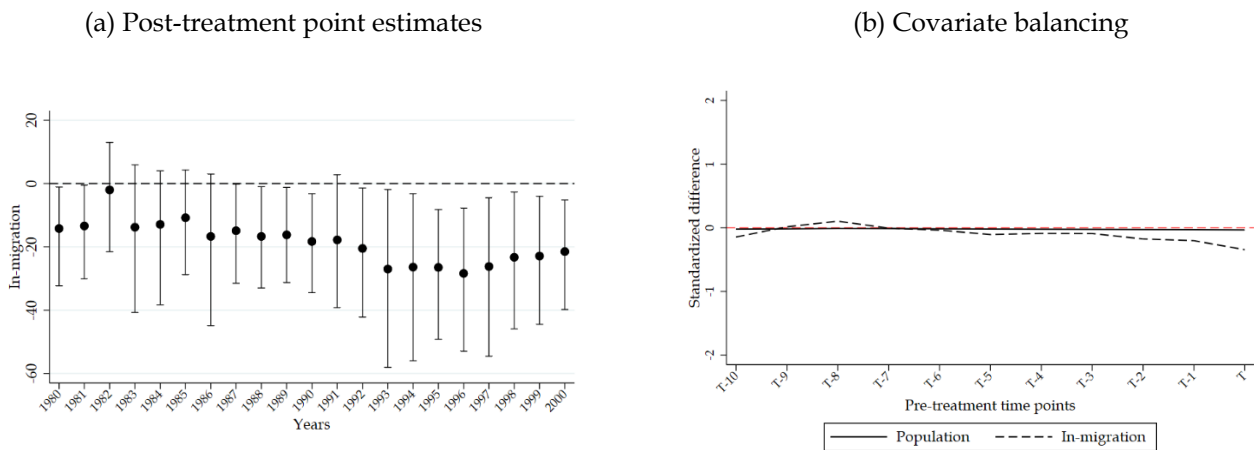 (a) Post-treatment point estimates
(b) Covariate balancing
In-migration
20
0
-20
-40
-60
1980
1981
1982
1983
1984
1985
1986
1987
1988
1989
1990
1991
1992
1993
1994
1995
1996
1997
1998
1999
2000
Years
Standardized difference
2
1
0
-1
-2
T-10
T-9
T-8
T-7
T-6
T-5
T-4
T-3
T-2
T-1
T
Pre-treatment time points
Population
In-migration